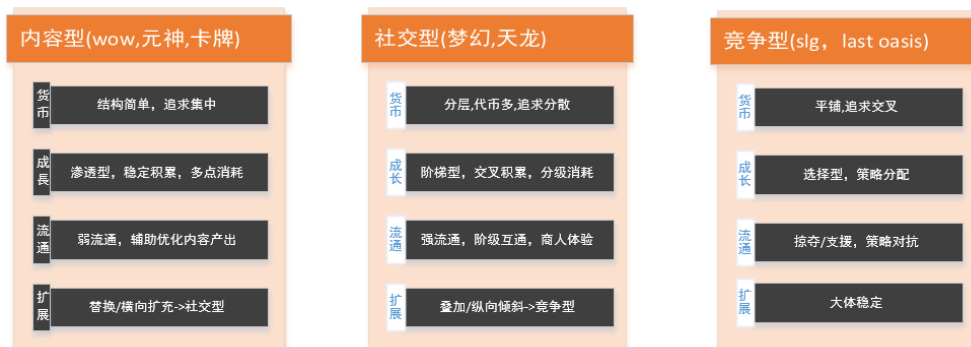 内容型(wow,元神,卡牌)
货币
结构简单，追求集中
成長
渗透型，稳定积累，多点消耗
流通
弱流通，辅助优化内容产出
扩展
替换/横向扩充->社交型
社交型(梦幻,天龙)
货币
分层,代币多,追求分散
成长
阶梯型，交叉积累，分级消耗
流通
强流通，阶级互通，商人体验
扩展
叠加/纵向倾斜->竞争型
竞争型(slg，last oasis)
货币
平铺,追求交叉
成长
选择型，策略分配
流通
掠夺/支援，策略对抗
扩展
大体稳定